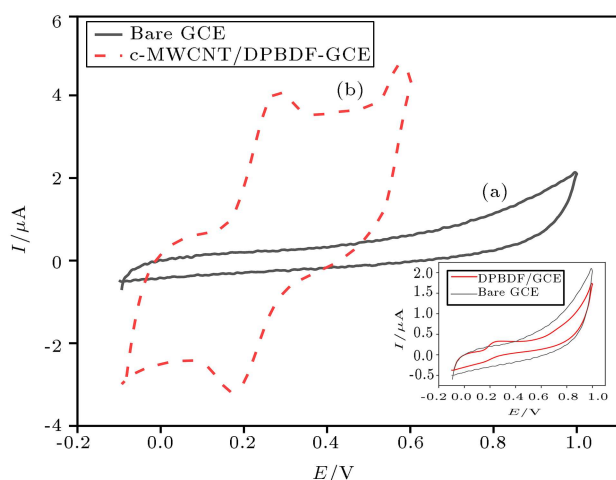 Bare GCE
c-MWCNT/DPBDF-GCE
(b)
(a)
6
4
2
0
-2
-4
I/μA
-0.2 0.0 0.2 0.4 0.6 0.8 1.0
E/V
DPBDF/GCE
Bare GCE
2.0
1.5
1.0
0.5
0.0
-0.5
I/μA
-0.2 0.0 0.2 0.4 0.6 0.8 1.0
E/V